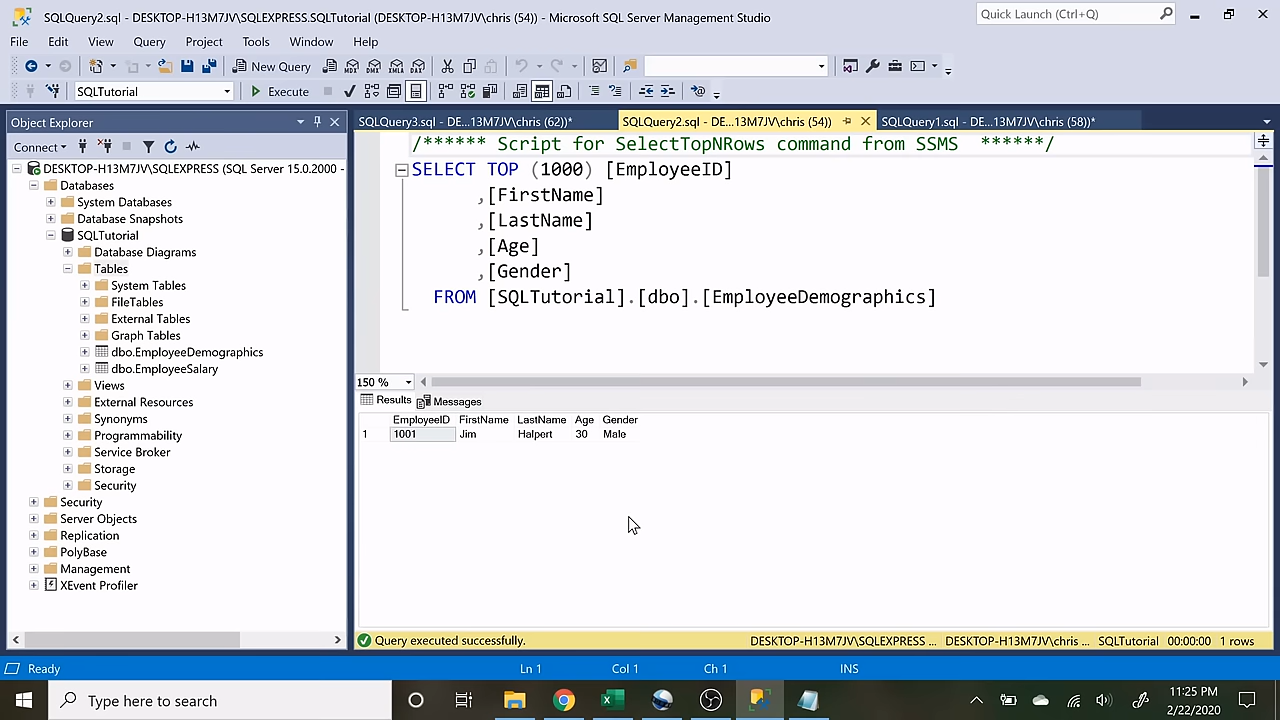 SQLQuery2.sql - DESKTOP-H13M7JV\SQLEXPRESS.SQLTutorial (DESKTOP-H13M7JV\chris (54)) - Microsoft SQL Server Management Studio
Quick Launch (Ctrl+Q)
File Edit View Query Project Tools Window Help
New Query MDX DMX XMLA DAX
SQLTutorial Execute
Object Explorer
SQLQuery3.sql - DE...13M7JV\chris (62))* SQLQuery2.sql - DE...13M7JV\chris (54)) SQLQuery1.sql - DE...13M7JV\chris (58))*
Connect
DESKTOP-H13M7JV\SQLEXPRESS (SQL Server 15.0.2000 -
Databases
System Databases
Database Snapshots
SQLTutorial
Database Diagrams
Tables
System Tables
FileTables
External Tables
Graph Tables
dbo.EmployeeDemographics
dbo.EmployeeSalary
Views
External Resources
Synonyms
Programmability
Service Broker
Storage
Security
Security
Server Objects
Replication
PolyBase
Management
XEvent Profiler
/****** Script for SelectTopNRows command from SSMS ******/
SELECT TOP (1000) [EmployeeID]
,[FirstName]
,[LastName]
,[Age]
,[Gender]
FROM [SQLTutorial].[dbo].[EmployeeDemographics]
150 %
Results Messages
EmployeeID FirstName LastName Age Gender
1 1001 Jim Halpert 30 Male
Query executed successfully. DESKTOP-H13M7JV\SQLEXPRESS ... DESKTOP-H13M7JV\chris ... SQLTutorial 00:00:00 1 rows
Ready Ln 1 Col 1 Ch 1 INS
Type here to search
11:25 PM
2/22/2020